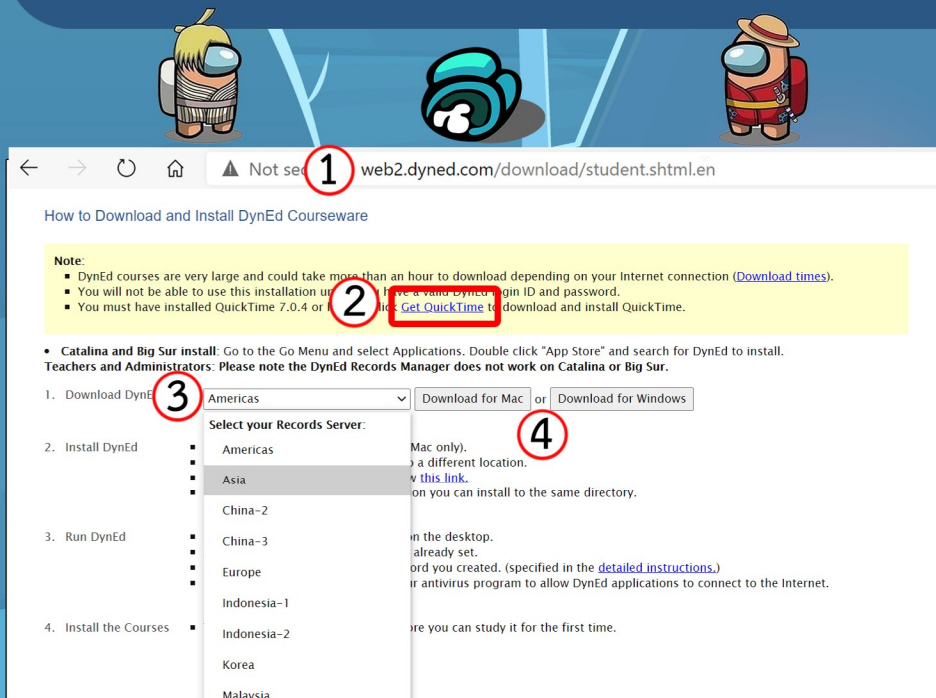 Not sec
1
web2.dyned.com/download/student.shtml.en
How to Download and Install DynEd Courseware
Note:
▪ DynEd courses are very large and could take more than an hour to download depending on your Internet connection (Download times).
▪ You will not be able to use this installation un have a valid DynEd login ID and password.
▪ You must have installed QuickTime 7.0.4 or Get QuickTime to download and install QuickTime.
2
• Catalina and Big Sur install: Go to the Go Menu and select Applications. Double click "App Store" and search for DynEd to install.
Teachers and Administrators: Please note the DynEd Records Manager does not work on Catalina or Big Sur.
1. Download DynE
3
Americas
Download for Mac or Download for Windows
4
Select your Records Server:
Americas
Asia
China-2
China-3
Europe
Indonesia-1
Indonesia-2
Korea
Malaysia
2. Install DynEd
Mac only).
a different location.
this link.
on you can install to the same directory.
3. Run DynEd
on the desktop.
already set.
ord you created. (specified in the detailed instructions.)
r antivirus program to allow DynEd applications to connect to the Internet.
4. Install the Courses
ore you can study it for the first time.